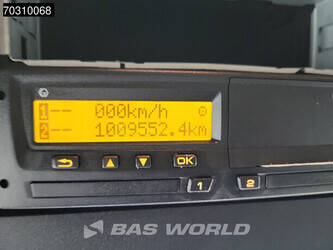 70310068
1-- 000km/h
2-- 1009552.4km
OK
1 2
BAS WORLD